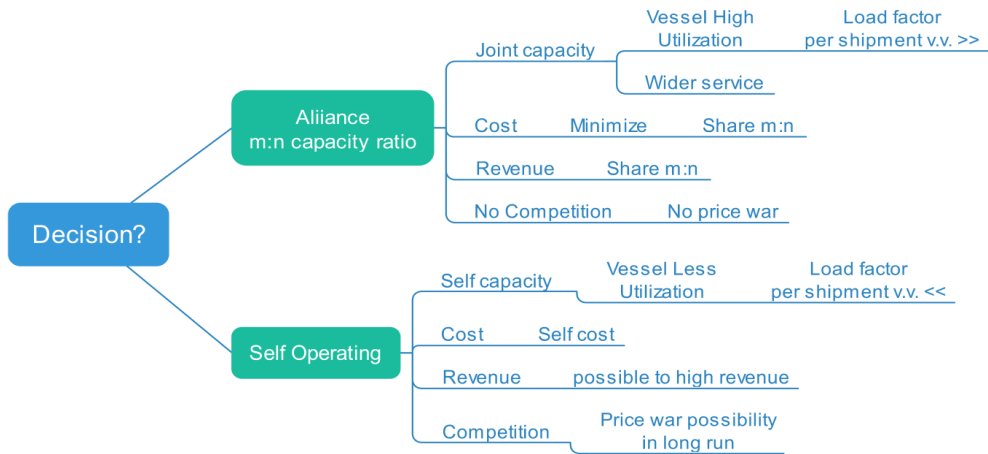 Decision?
Aliiance
m:n capacity ratio
Joint capacity
Vessel High
Utilization
Load factor
per shipment v.v. >>
Wider service
Cost
Minimize
Share m:n
Revenue
Share m:n
No Competition
No price war
Self Operating
Self capacity
Vessel Less
Utilization
Load factor
per shipment v.v. <<
Cost
Self cost
Revenue
possible to high revenue
Competition
Price war possibility
in long run